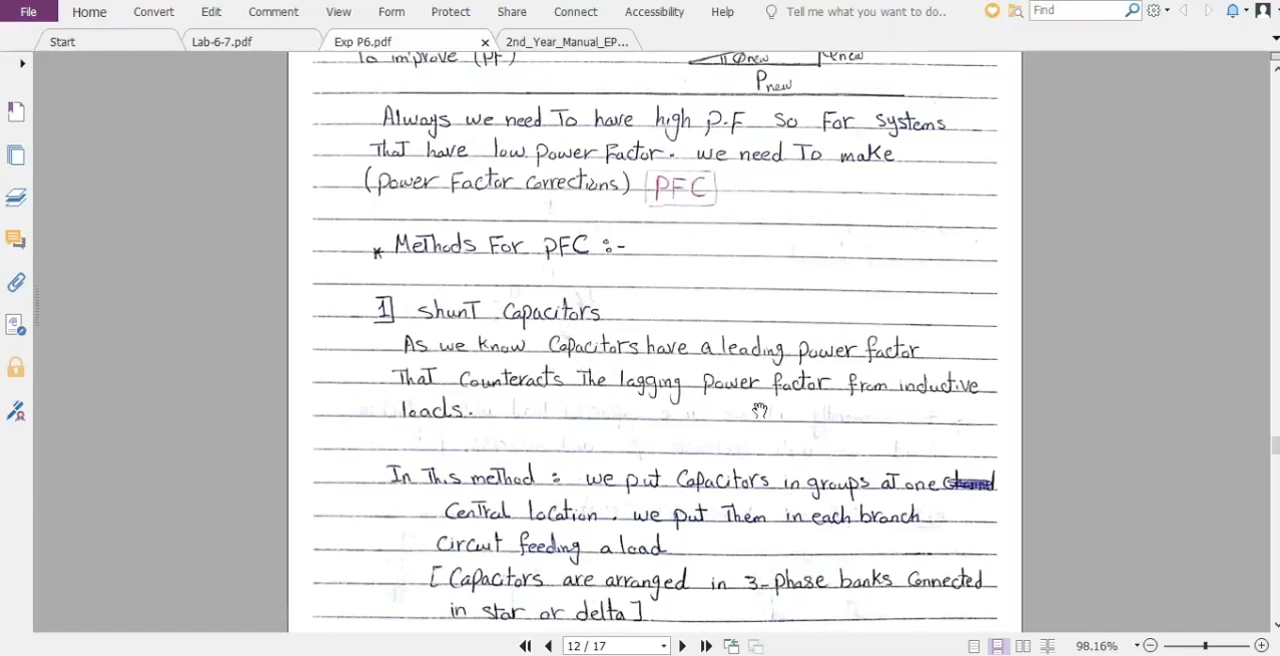 File Home Convert Edit Comment View Form Protect Share Connect Accessibility Help Tell me what you want to do.. Find
Start Lab-6-7.pdf Exp P6.pdf 2nd_Year_Manual_EP...
To improve (PF)
Φnew
Pnew
Always we need To have high P.F So For systems
That have low Power Factor. we need To make
(Power Factor corrections) PFC
* Methods For PFC :-
1 Shunt Capacitors
As we know Capacitors have a leading power factor
That Counteracts The lagging power factor from inductive
loads.
In This method : we put Capacitors in groups at one
Central location. we put Them in each branch
Circuit feeding a load
[Capacitors are arranged in 3-phase banks Connected
in star or delta]
12 / 17 98.16%